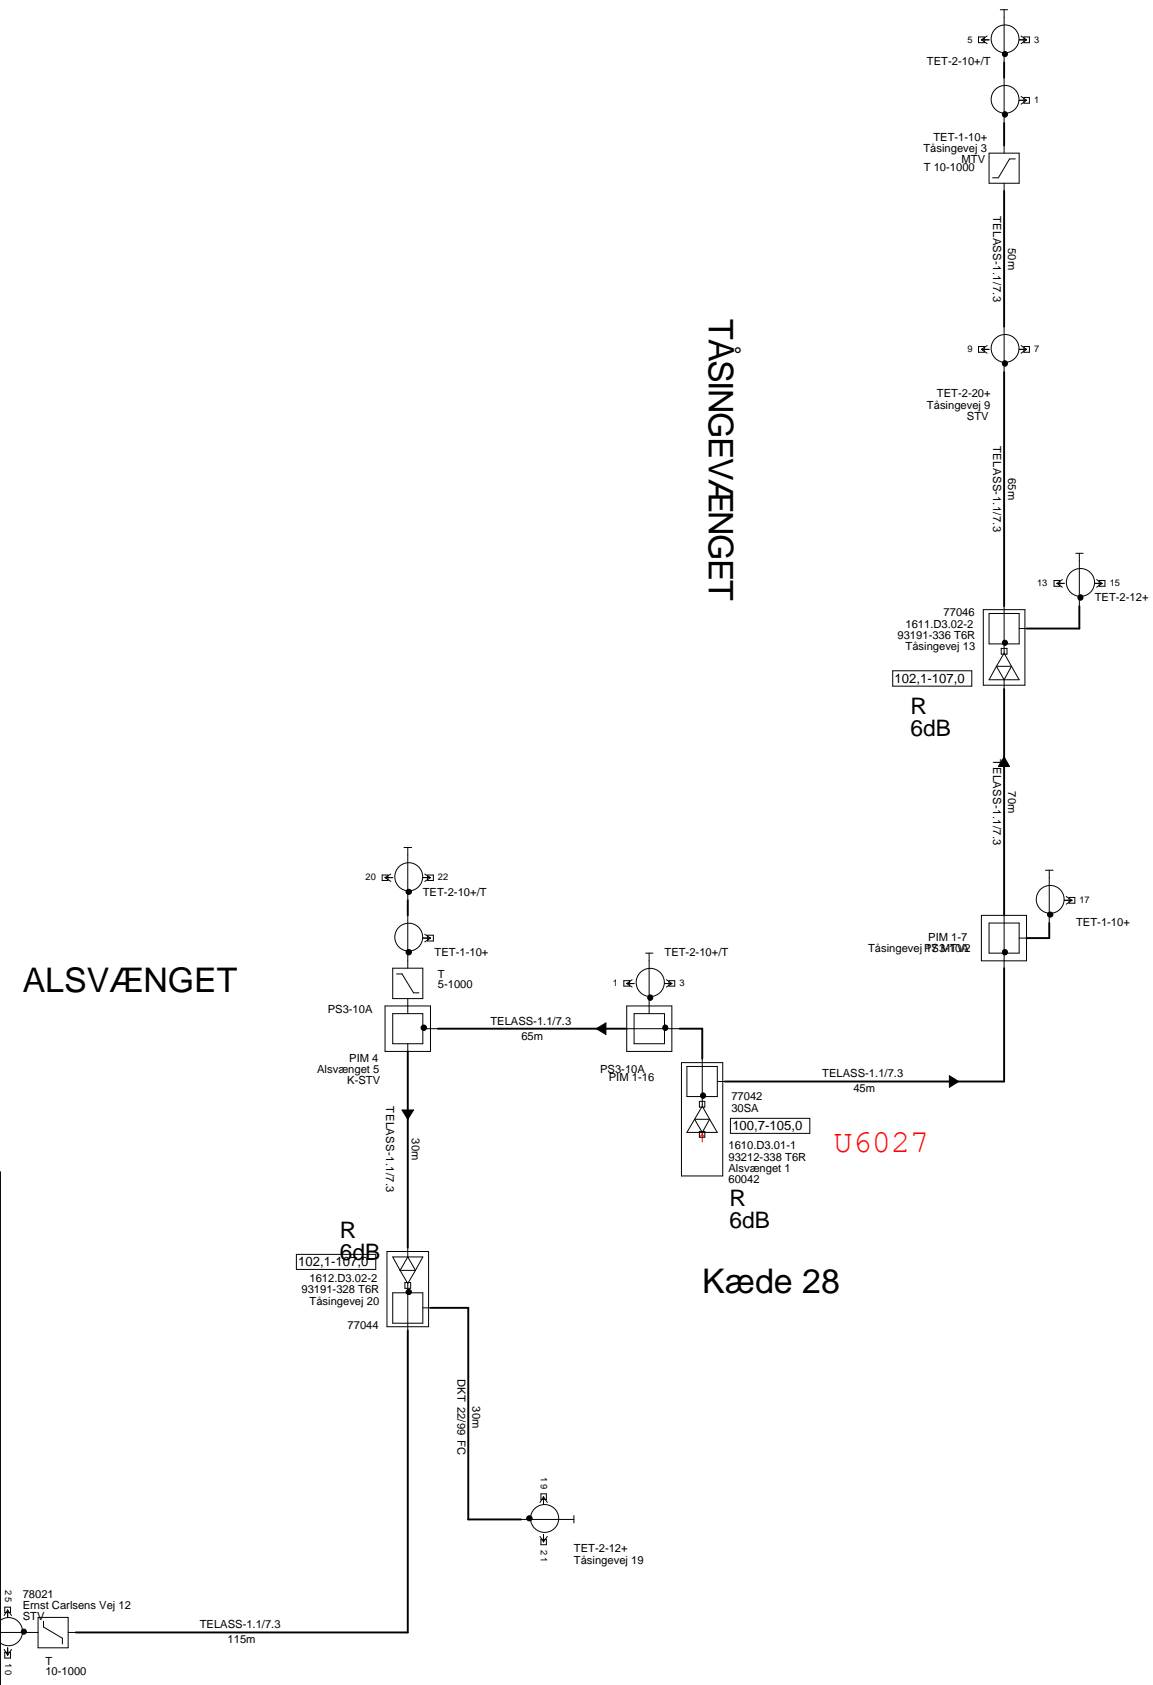 5
3
TET-2-10+/T
1
TET-1-10+
Tåsingevej 3
MTV
T 10-1000
TELASS-1.1/7.3
50m
TÅSINGEVÆNGET
9
7
TET-2-20+
Tåsingevej 9
STV
TELASS-1.1/7.3
65m
13
15
TET-2-12+
77046
1611.D3.02-2
93191-336 T6R
Tåsingevej 13
102,1-107,0
R
6dB
TELASS-1.1/7.3
70m
20
22
TET-2-10+/T
17
TET-1-10+
PIM 1-7
Tåsingevej 17
TET-1-10+
TET-2-10+/T
ALSVÆNGET
T
5-1000
1
3
PS3-10A
TELASS-1.1/7.3
65m
PIM 4
Alsvænget 5
K-STV
PS3-10A
PIM 1-16
TELASS-1.1/7.3
45m
77042
30SA
100,7-105,0
1610.D3.01-1
93212-338 T6R
Alsvænget 1
60042
U6027
R
6dB
TELASS-1.1/7.3
30m
R
6dB
102,1-107,0
1612.D3.02-2
93191-328 T6R
Tåsingevej 20
77044
Kæde 28
DKT 22/99 FC
30m
19
21
TET-2-12+
Tåsingevej 19
25
78021
Ernst Carlsens Vej 12
STV
10
T
10-1000
TELASS-1.1/7.3
115m